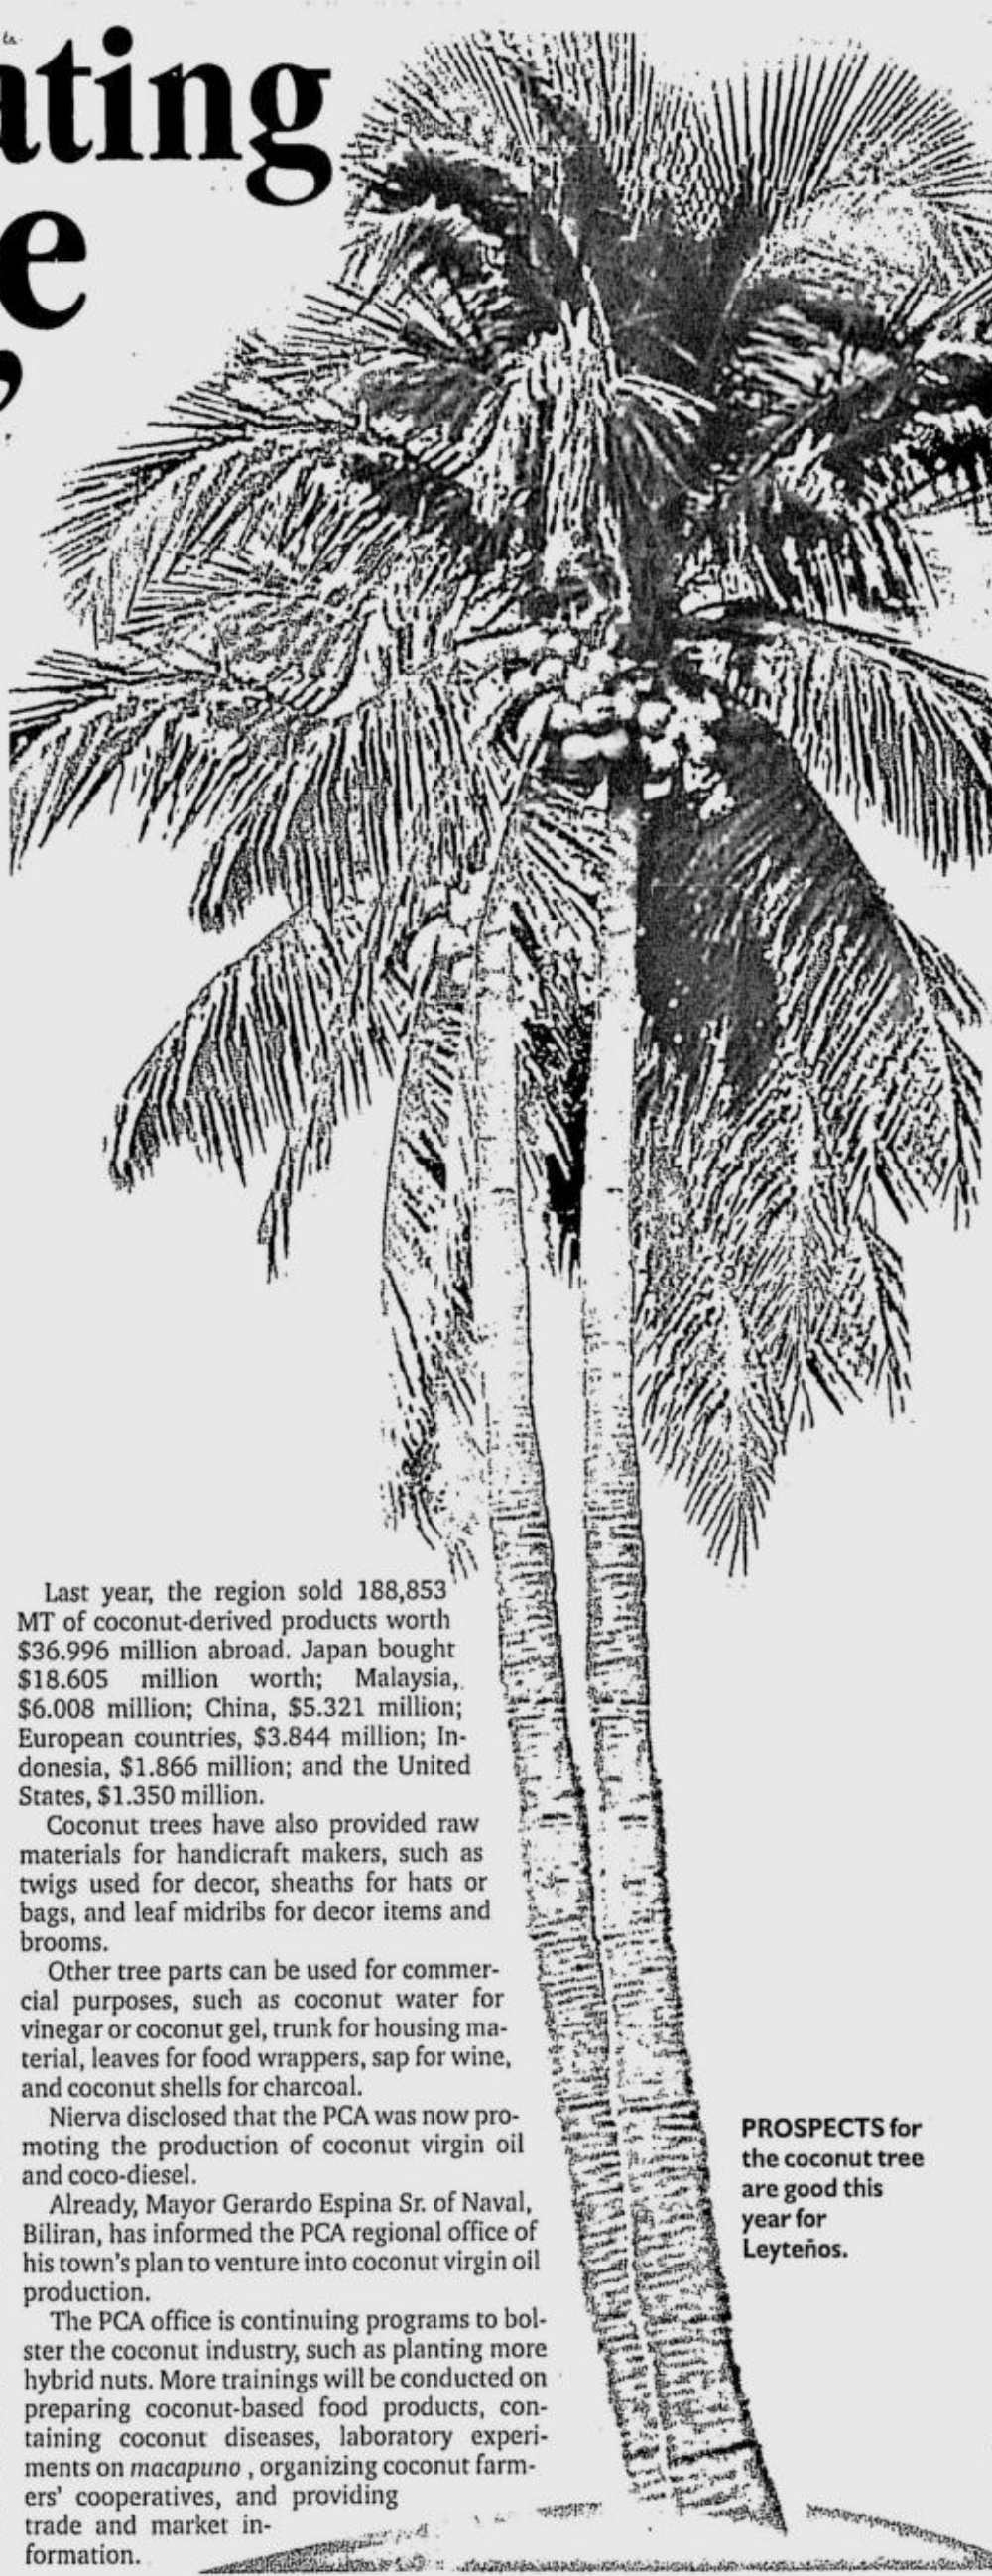 ating
e
’
Last year, the region sold 188,853
MT of coconut-derived products worth
$36.996 million abroad. Japan bought
$18.605 million worth; Malaysia,
$6.008 million; China, $5.321 million;
European countries, $3.844 million; In-
donesia, $1.866 million; and the United
States, $1.350 million.
Coconut trees have also provided raw
materials for handicraft makers, such as
twigs used for decor, sheaths for hats or
bags, and leaf midribs for decor items and
brooms.
Other tree parts can be used for commer-
cial purposes, such as coconut water for
vinegar or coconut gel, trunk for housing ma-
terial, leaves for food wrappers, sap for wine,
and coconut shells for charcoal.
Nierva disclosed that the PCA was now pro-
moting the production of coconut virgin oil
and coco-diesel.
Already, Mayor Gerardo Espina Sr. of Naval,
Biliran, has informed the PCA regional office of
his town's plan to venture into coconut virgin oil
production.
The PCA office is continuing programs to bol-
ster the coconut industry, such as planting more
hybrid nuts. More trainings will be conducted on
preparing coconut-based food products, con-
taining coconut diseases, laboratory experi-
ments on macapuno , organizing coconut farm-
ers' cooperatives, and providing
trade and market in-
formation.
PROSPECTS for
the coconut tree
are good this
year for
Leyteños.